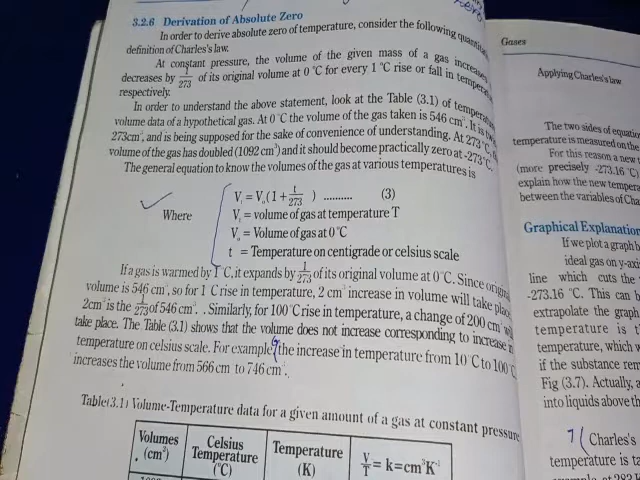 3.2.6 Derivation of Absolute Zero
In order to derive absolute zero of temperature, consider the following
definition of Charles's law.
At constant pressure, the volume of the given mass of a gas increases
decreases by 1/273 of its original volume at 0 °C for every 1 °C rise or fall in
respectively.
In order to understand the above statement, look at the Table (3.1) of
volume data of a hypothetical gas. At 0 °C the volume of the gas taken is 546 cm³. It is
273cm³, and is being supposed for the sake of convenience of understanding. At 273 °C,
volume of the gas has doubled (1092 cm³) and it should become practically zero at -273°C.
The general equation to know the volumes of the gas at various temperatures is
Vₜ = V₀(1 + t/273 ) .......... (3)
Where Vₜ = volume of gas at temperature T
V₀ = Volume of gas at 0 °C
t = Temperature on centigrade or celsius scale
If a gas is warmed by 1°C, it expands by 1/273 of its original volume at 0°C. Since original
volume is 546 cm³, so for 1°C rise in temperature, 2 cm³ increase in volume will take place.
2cm³ is the 1/273 of 546 cm³. . Similarly, for 100°C rise in temperature, a change of 200 cm³
take place. The Table (3.1) shows that the volume does not increase corresponding to increase in
temperature on celsius scale. For example, the increase in temperature from 10°C to 100°C
increases the volume from 566 cm³ to 746 cm³.
Table(3.1) Volume-Temperature data for a given amount of a gas at constant pressure
Volumes
(cm³)
Celsius
Temperature
(°C)
Temperature
(K)
V/T = k=cm³K⁻¹
Gases
Applying Charles's law
The two sides of
temperature is measured on the
For this reason a new
(more precisely -273.16 °C)
explain how the new
between the variables of
Graphical Explanation
If we plot a graph
ideal gas on
line which cuts the
-273.16 °C. This can
extrapolate the graph
temperature is
temperature, which
if the substance
Fig (3.7). Actually,
into liquids above
Charles's
temperature is